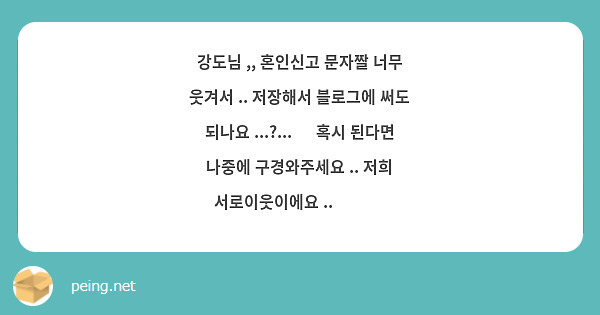 강도님 ,, 혼인신고 문자짤 너무
웃겨서 .. 저장해서 블로그에 써도
되나요 ...?... 혹시 된다면
나중에 구경와주세요 .. 저희
서로이웃이에요 ..
peing.net